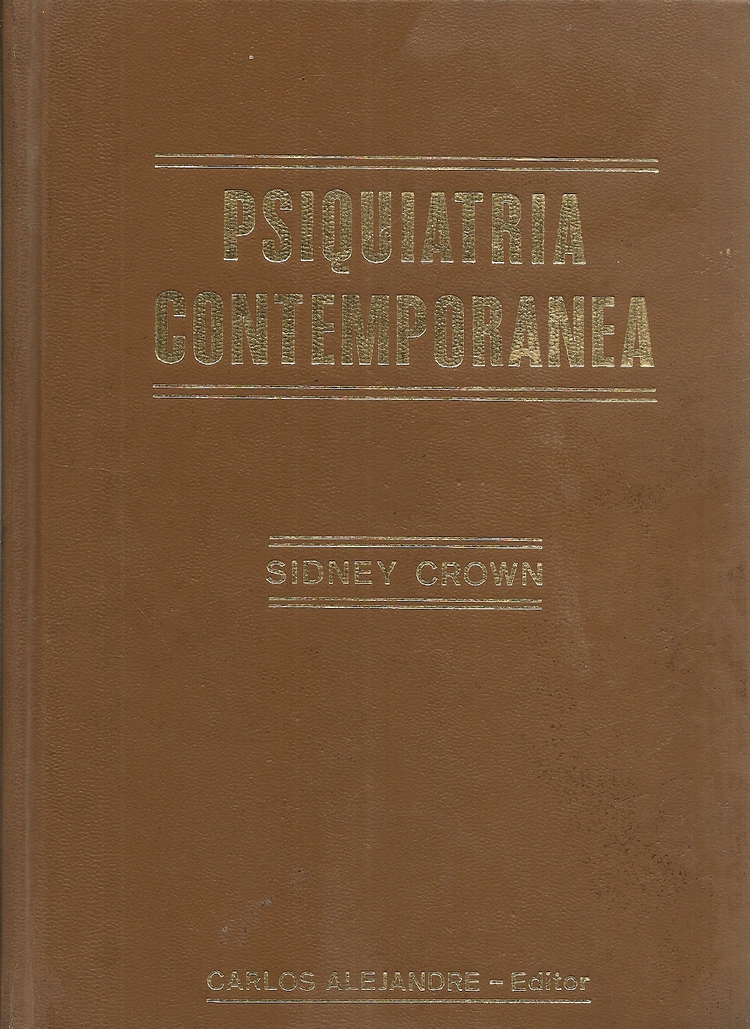 PSIQUIATRIA
CONTEMPORANEA
SIDNEY CROWN
CARLOS ALEJANDRE - Editor